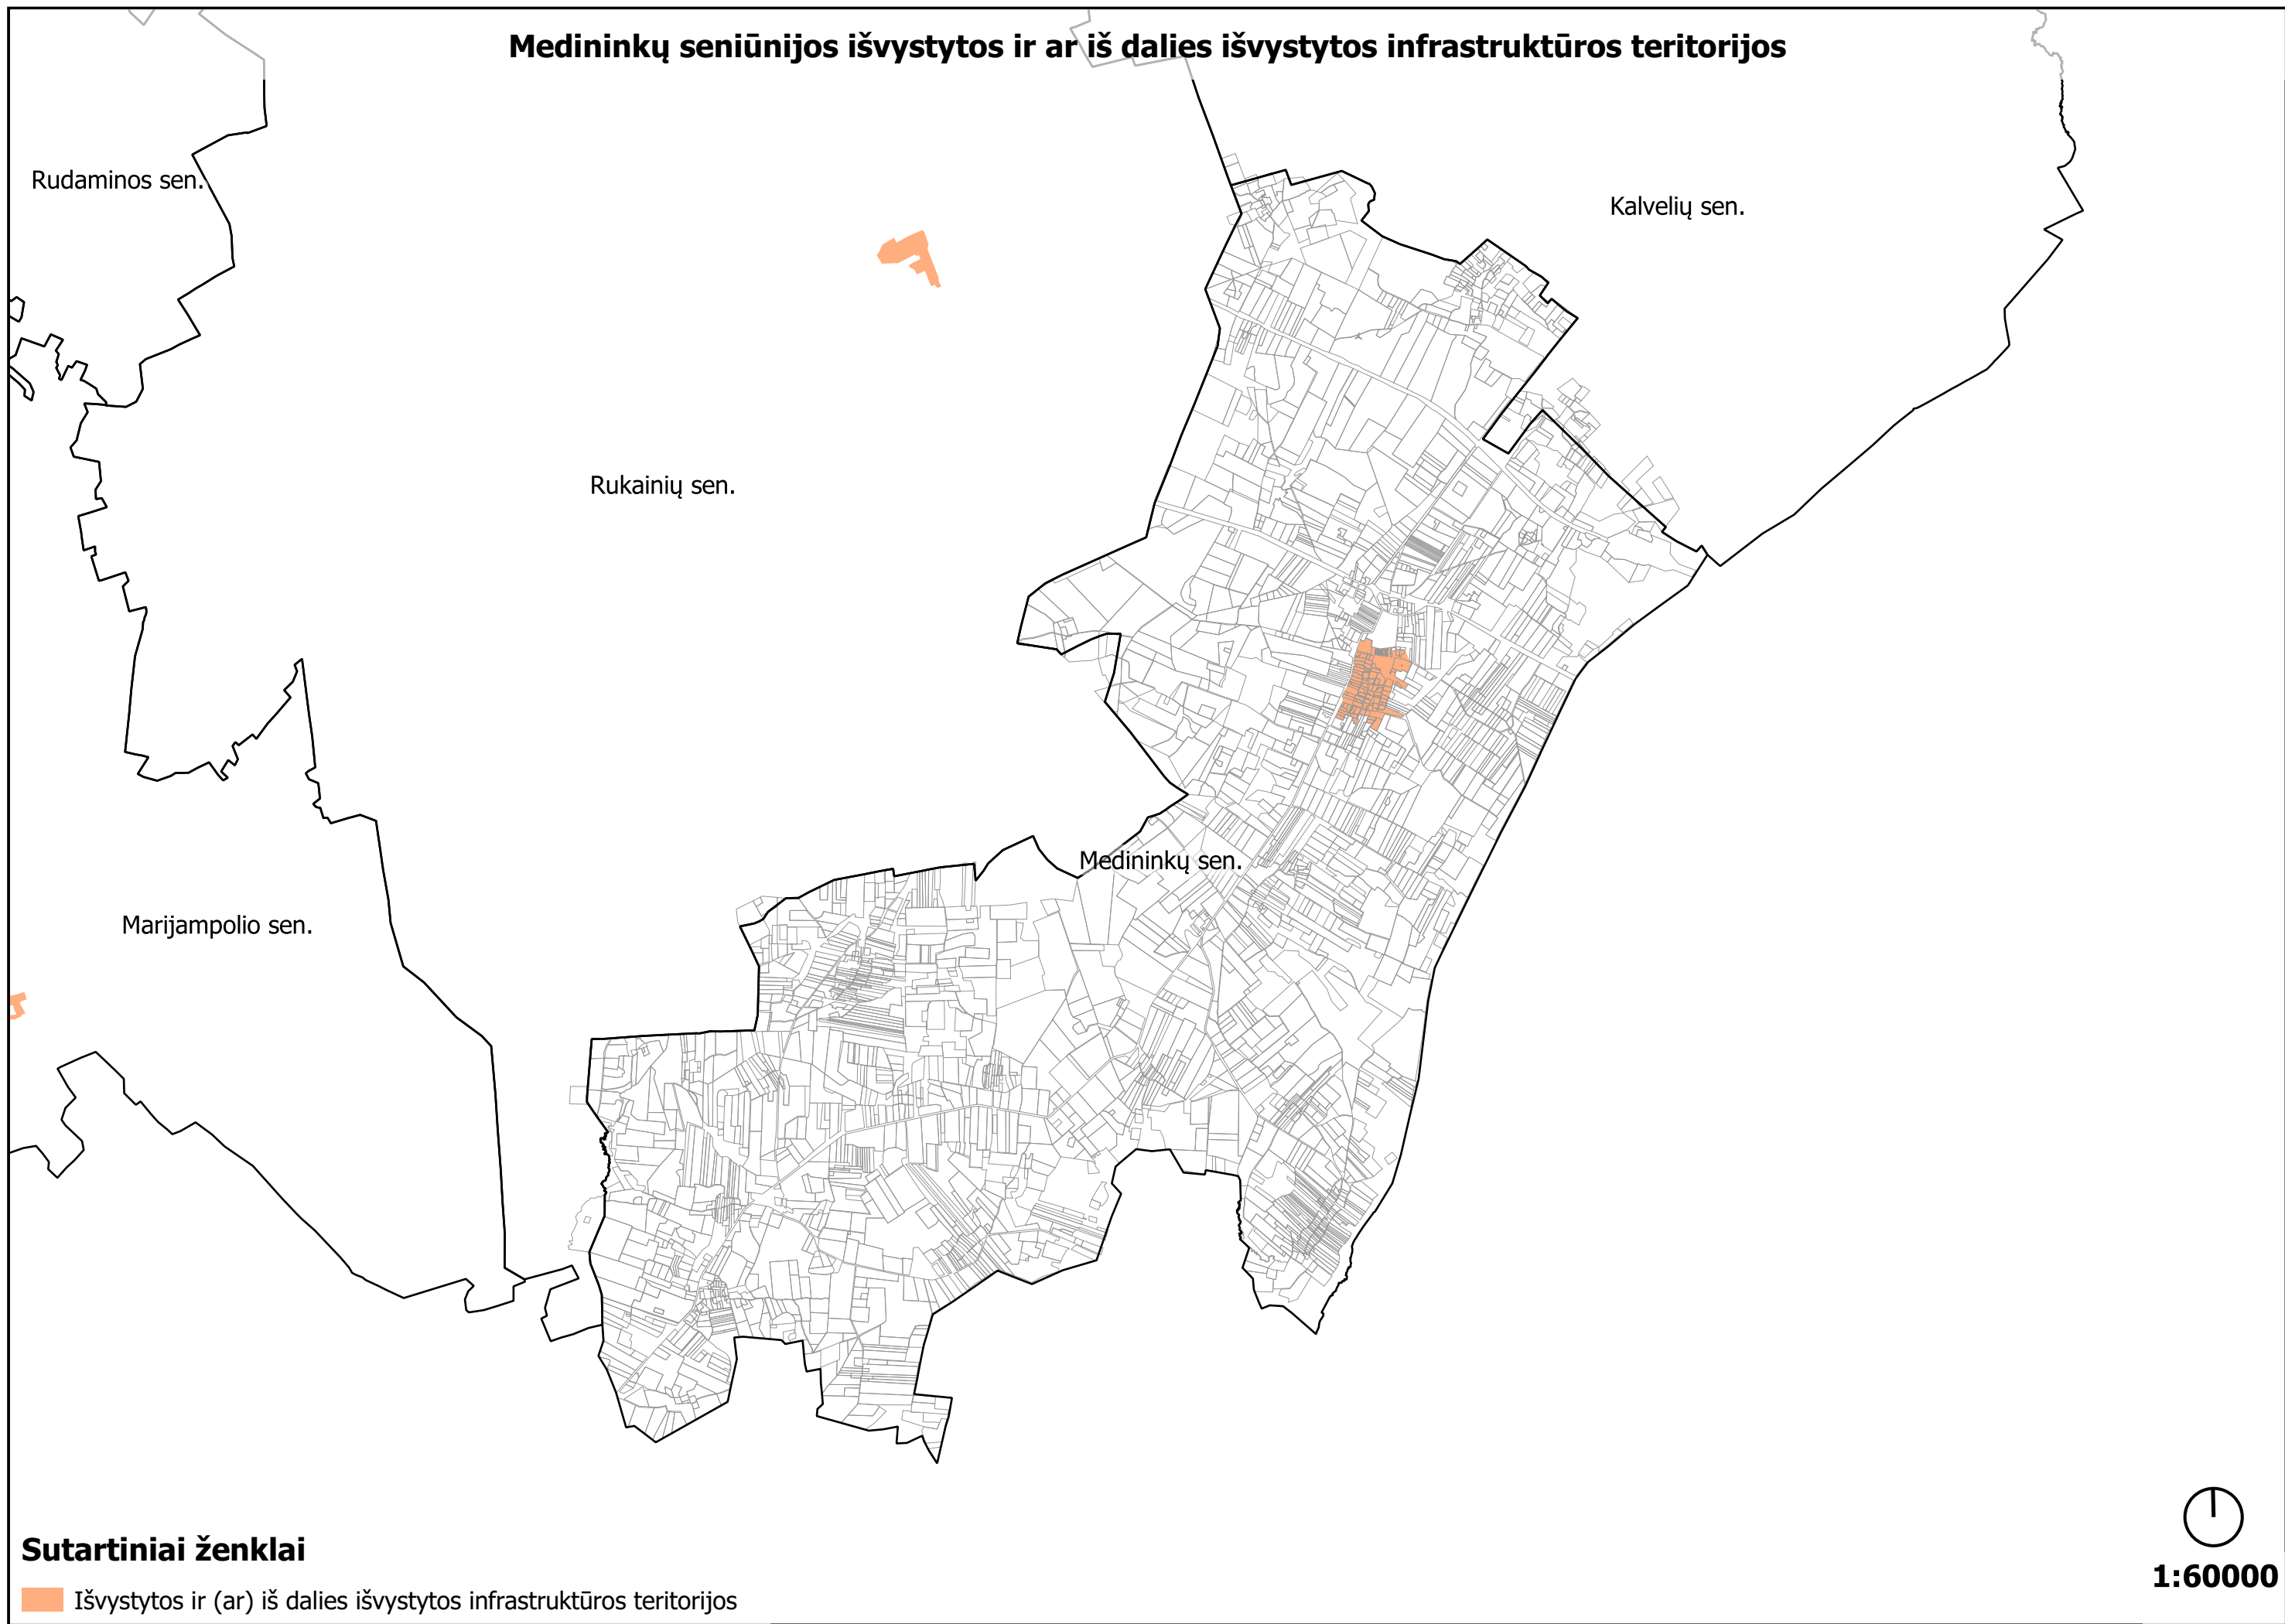 Medininkų seniūnijos išvystytos ir ar iš dalies išvystytos infrastruktūros teritorijos
Rudaminos sen.
Kalvelių sen.
Rukainių sen.
Medininkų sen.
Marijampolio sen.
Sutartiniai ženklai
Išvystytos ir (ar) iš dalies išvystytos infrastruktūros teritorijos
1:60000